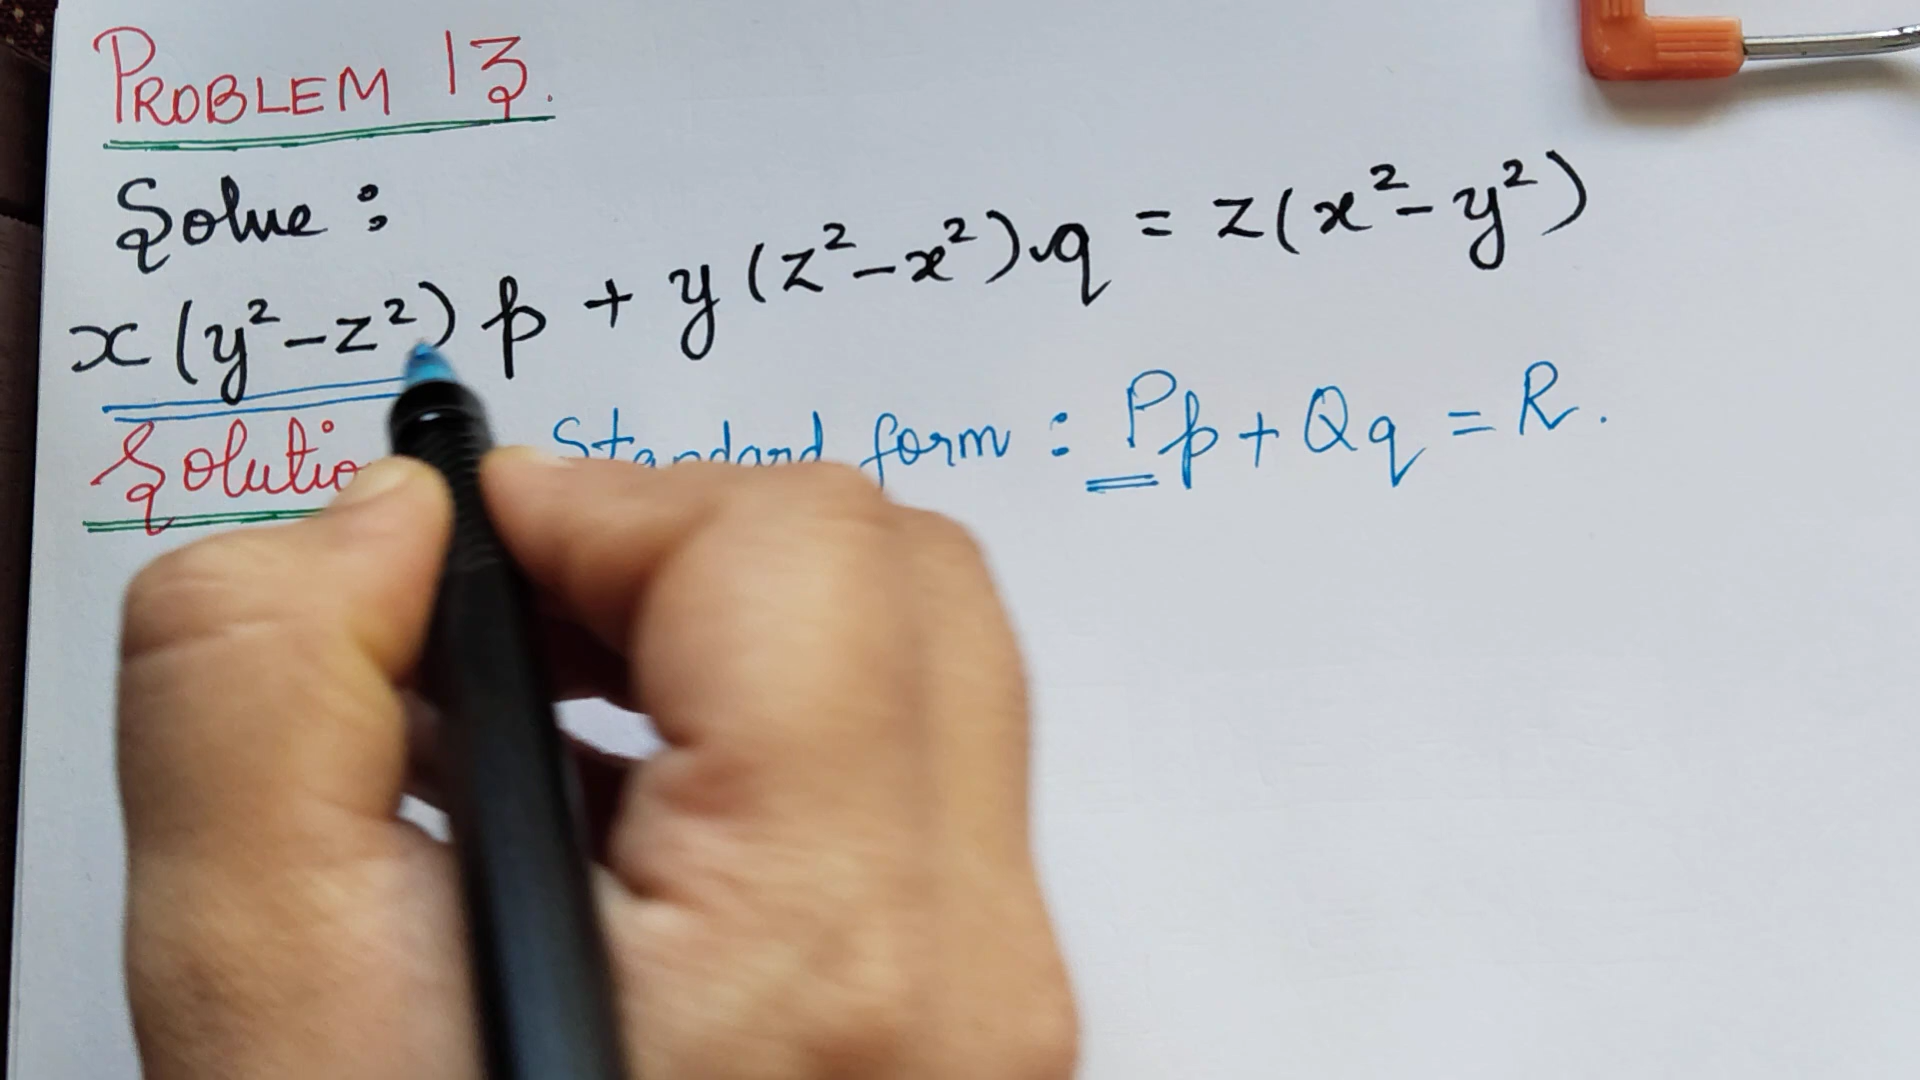 PROBLEM 13.
Solve :
x(y²-z²) p + y(z²-x²).q = z(x²-y²)
Standard form : Pp + Qq = R.